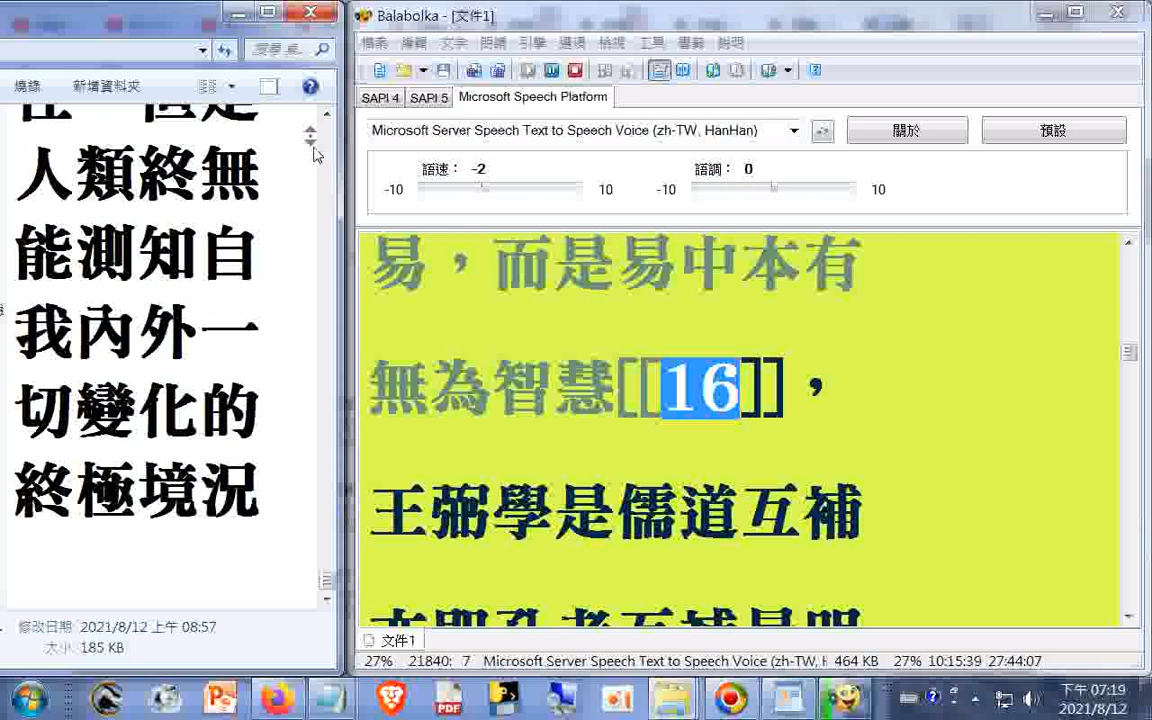 燒錄
新增資料夾
人類終無
能測知自
我內外一
切變化的
終極境況
修改日期: 2021/8/12 上午 08:57
大小: 185 KB
Balabolka - [文件1]
檔案 編輯 文字 朗讀 引擎 選項 檢視 工具 書籤 說明
SAPI 4 SAPI 5 Microsoft Speech Platform
Microsoft Server Speech Text to Speech Voice (zh-TW, HanHan)
關於
預設
語速: -2
語調: 0
-10 10 -10 10
易，而是易中本有
無為智慧[[16]]，
王弼學是儒道互補
文件1
27% 21840: 7 Microsoft Server Speech Text to Speech Voice (zh-TW, H 464 KB 27% 10:15:39 27:44:07
下午 07:19
2021/8/12